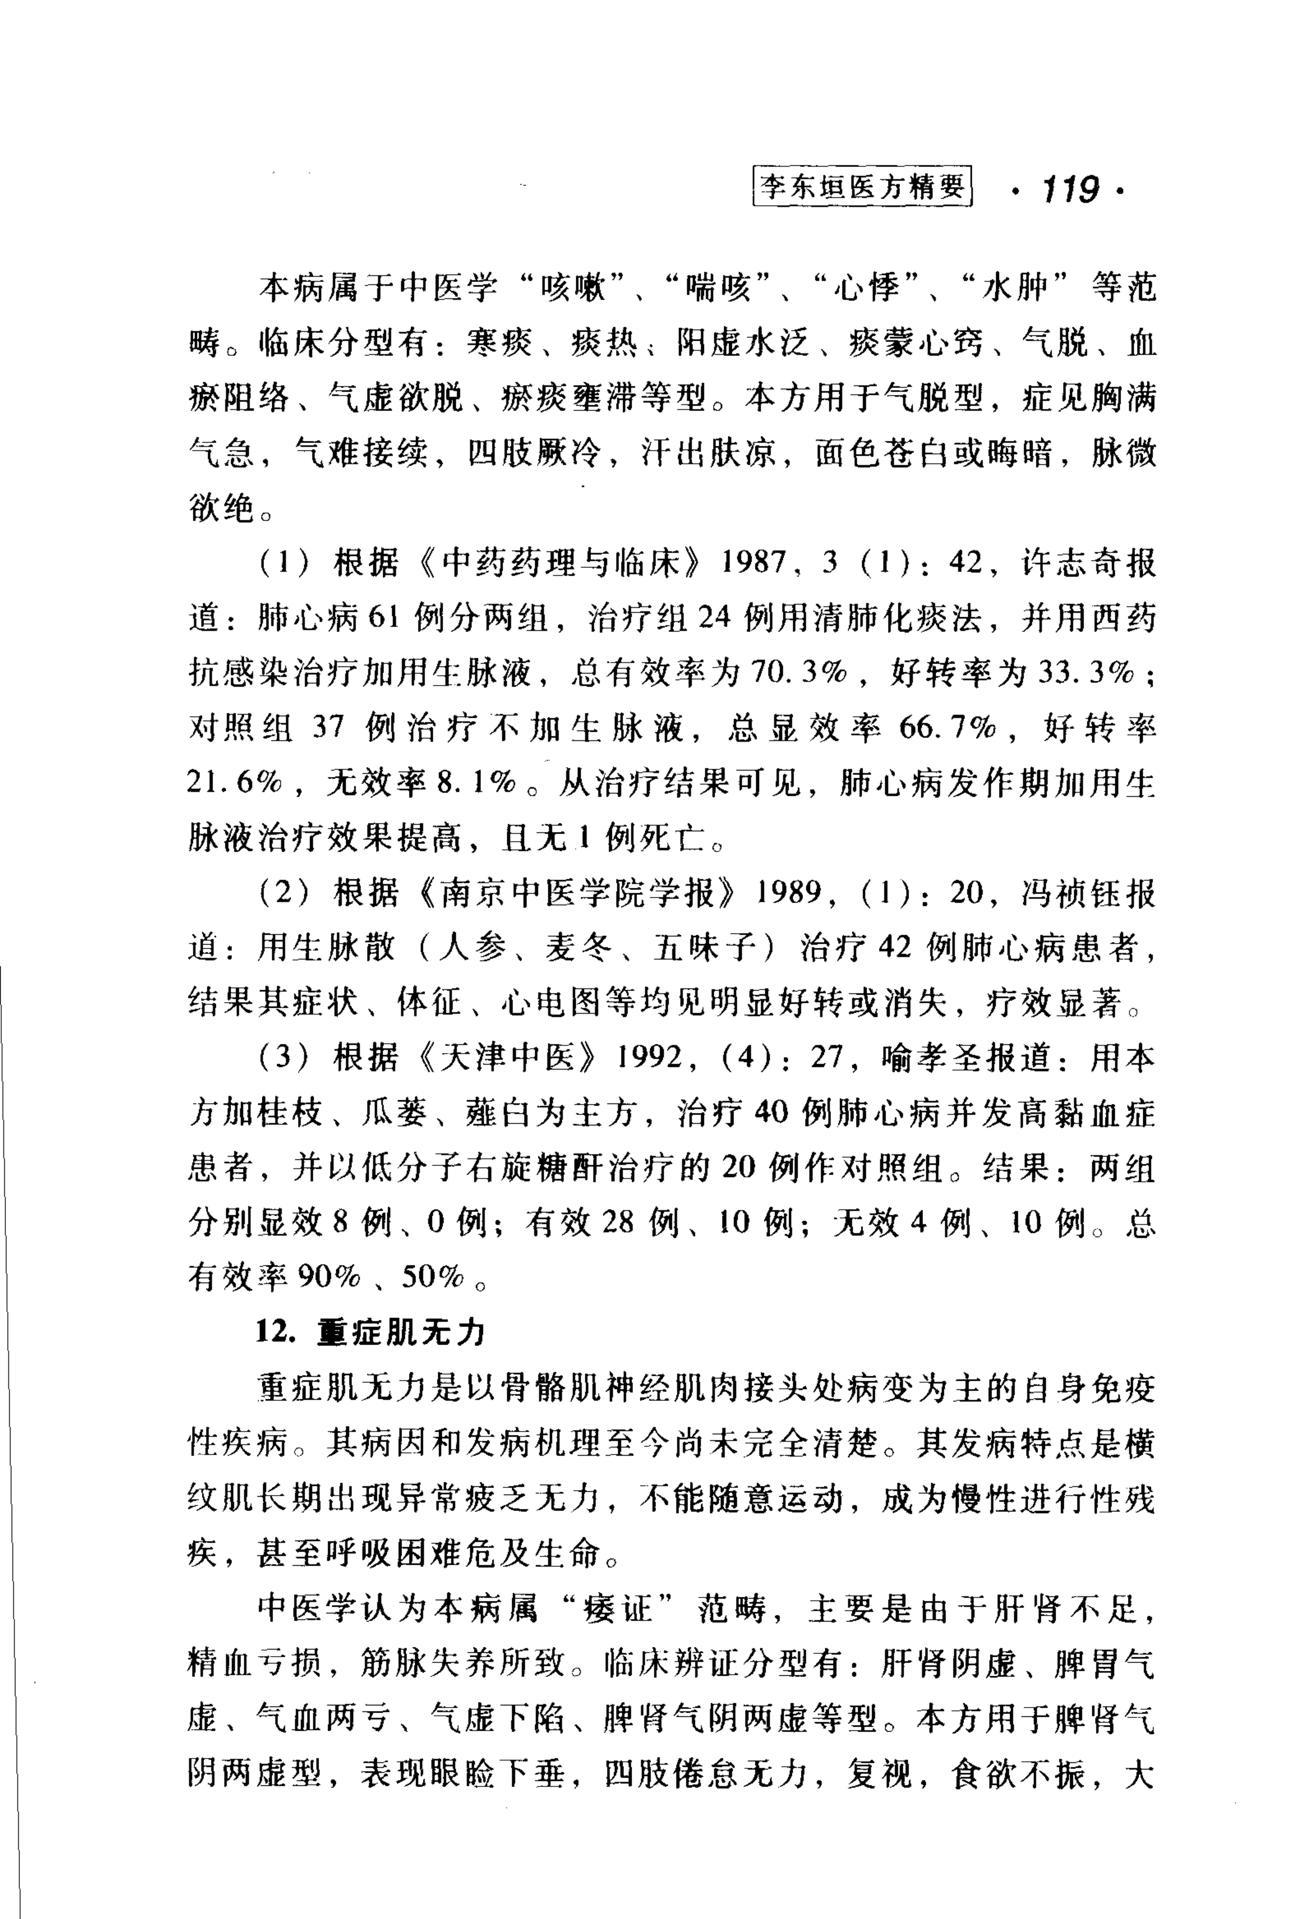 李东垣医方精要 ·119·
本病属于中医学“咳嗽”、“喘咳”、“心悸”、“水肿”等范
畴。临床分型有：寒痰、痰热、阳虚水泛、痰蒙心窍、气脱、血
瘀阻络、气虚欲脱、瘀痰壅滞等型。本方用于气脱型，症见胸满
气急，气难接续，四肢厥冷，汗出肤凉，面色苍白或晦暗，脉微
欲绝。
（1）根据《中药药理与临床》1987，3（1）：42，许志奇报
道：肺心病61例分两组，治疗组24例用清肺化痰法，并用西药
抗感染治疗加用生脉液，总有效率为70.3%，好转率为33.3%；
对照组37例治疗不加生脉液，总显效率66.7%，好转率
21.6%，无效率8.1%。从治疗结果可见，肺心病发作期加用生
脉液治疗效果提高，且无1例死亡。
（2）根据《南京中医学院学报》1989，（1）：20，冯祯钰报
道：用生脉散（人参、麦冬、五味子）治疗42例肺心病患者，
结果其症状、体征、心电图等均见明显好转或消失，疗效显著。
（3）根据《天津中医》1992，（4）：27，喻孝圣报道：用本
方加桂枝、瓜蒌、薤白为主方，治疗40例肺心病并发高黏血症
患者，并以低分子右旋糖酐治疗的20例作对照组。结果：两组
分别显效8例、0例；有效28例、10例；无效4例、10例。总
有效率90%、50%。
12. 重症肌无力
重症肌无力是以骨骼肌神经肌肉接头处病变为主的自身免疫
性疾病。其病因和发病机理至今尚未完全清楚。其发病特点是横
纹肌长期出现异常疲乏无力，不能随意运动，成为慢性进行性残
疾，甚至呼吸困难危及生命。
中医学认为本病属“痿证”范畴，主要是由于肝肾不足，
精血亏损，筋脉失养所致。临床辨证分型有：肝肾阴虚、脾胃气
虚、气血两亏、气虚下陷、脾肾气阴两虚等型。本方用于脾肾气
阴两虚型，表现眼睑下垂，四肢倦怠无力，复视，食欲不振，大